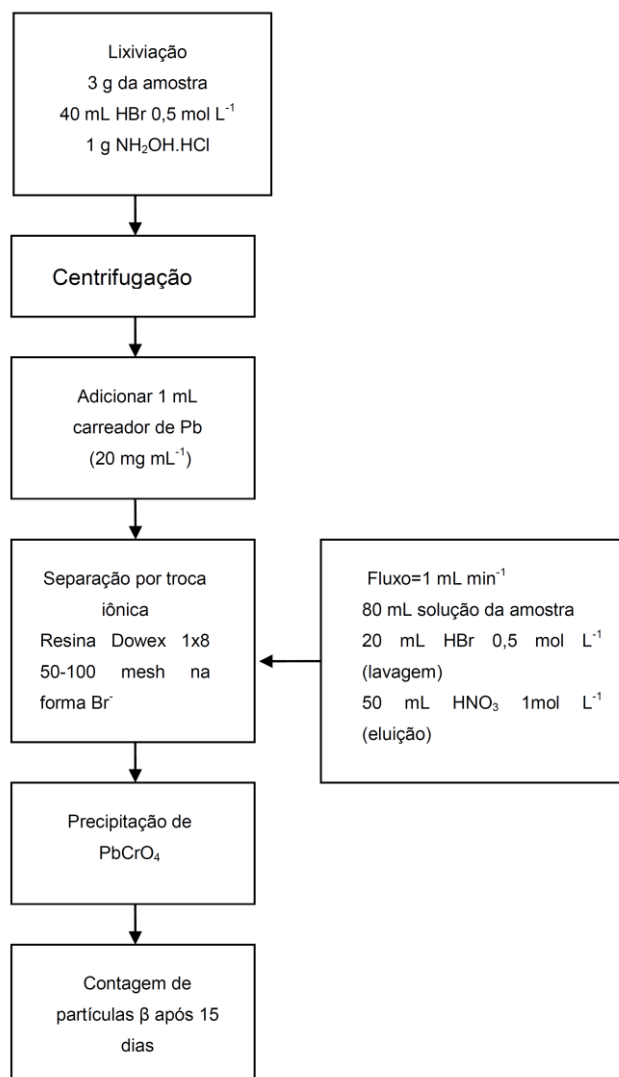 Lixiviação
3 g da amostra
40 mL HBr 0,5 mol L⁻¹
1 g NH₂OH.HCl
Centrifugação
Adicionar 1 mL
carreador de Pb
(20 mg mL⁻¹)
Separação por troca
iônica
Resina Dowex 1x8
50-100 mesh na
forma Br⁻
Fluxo=1 mL min⁻¹
80 mL solução da amostra
20 mL HBr 0,5 mol L⁻¹
(lavagem)
50 mL HNO₃ 1mol L⁻¹
(eluição)
Precipitação de
PbCrO₄
Contagem de
partículas β após 15
dias